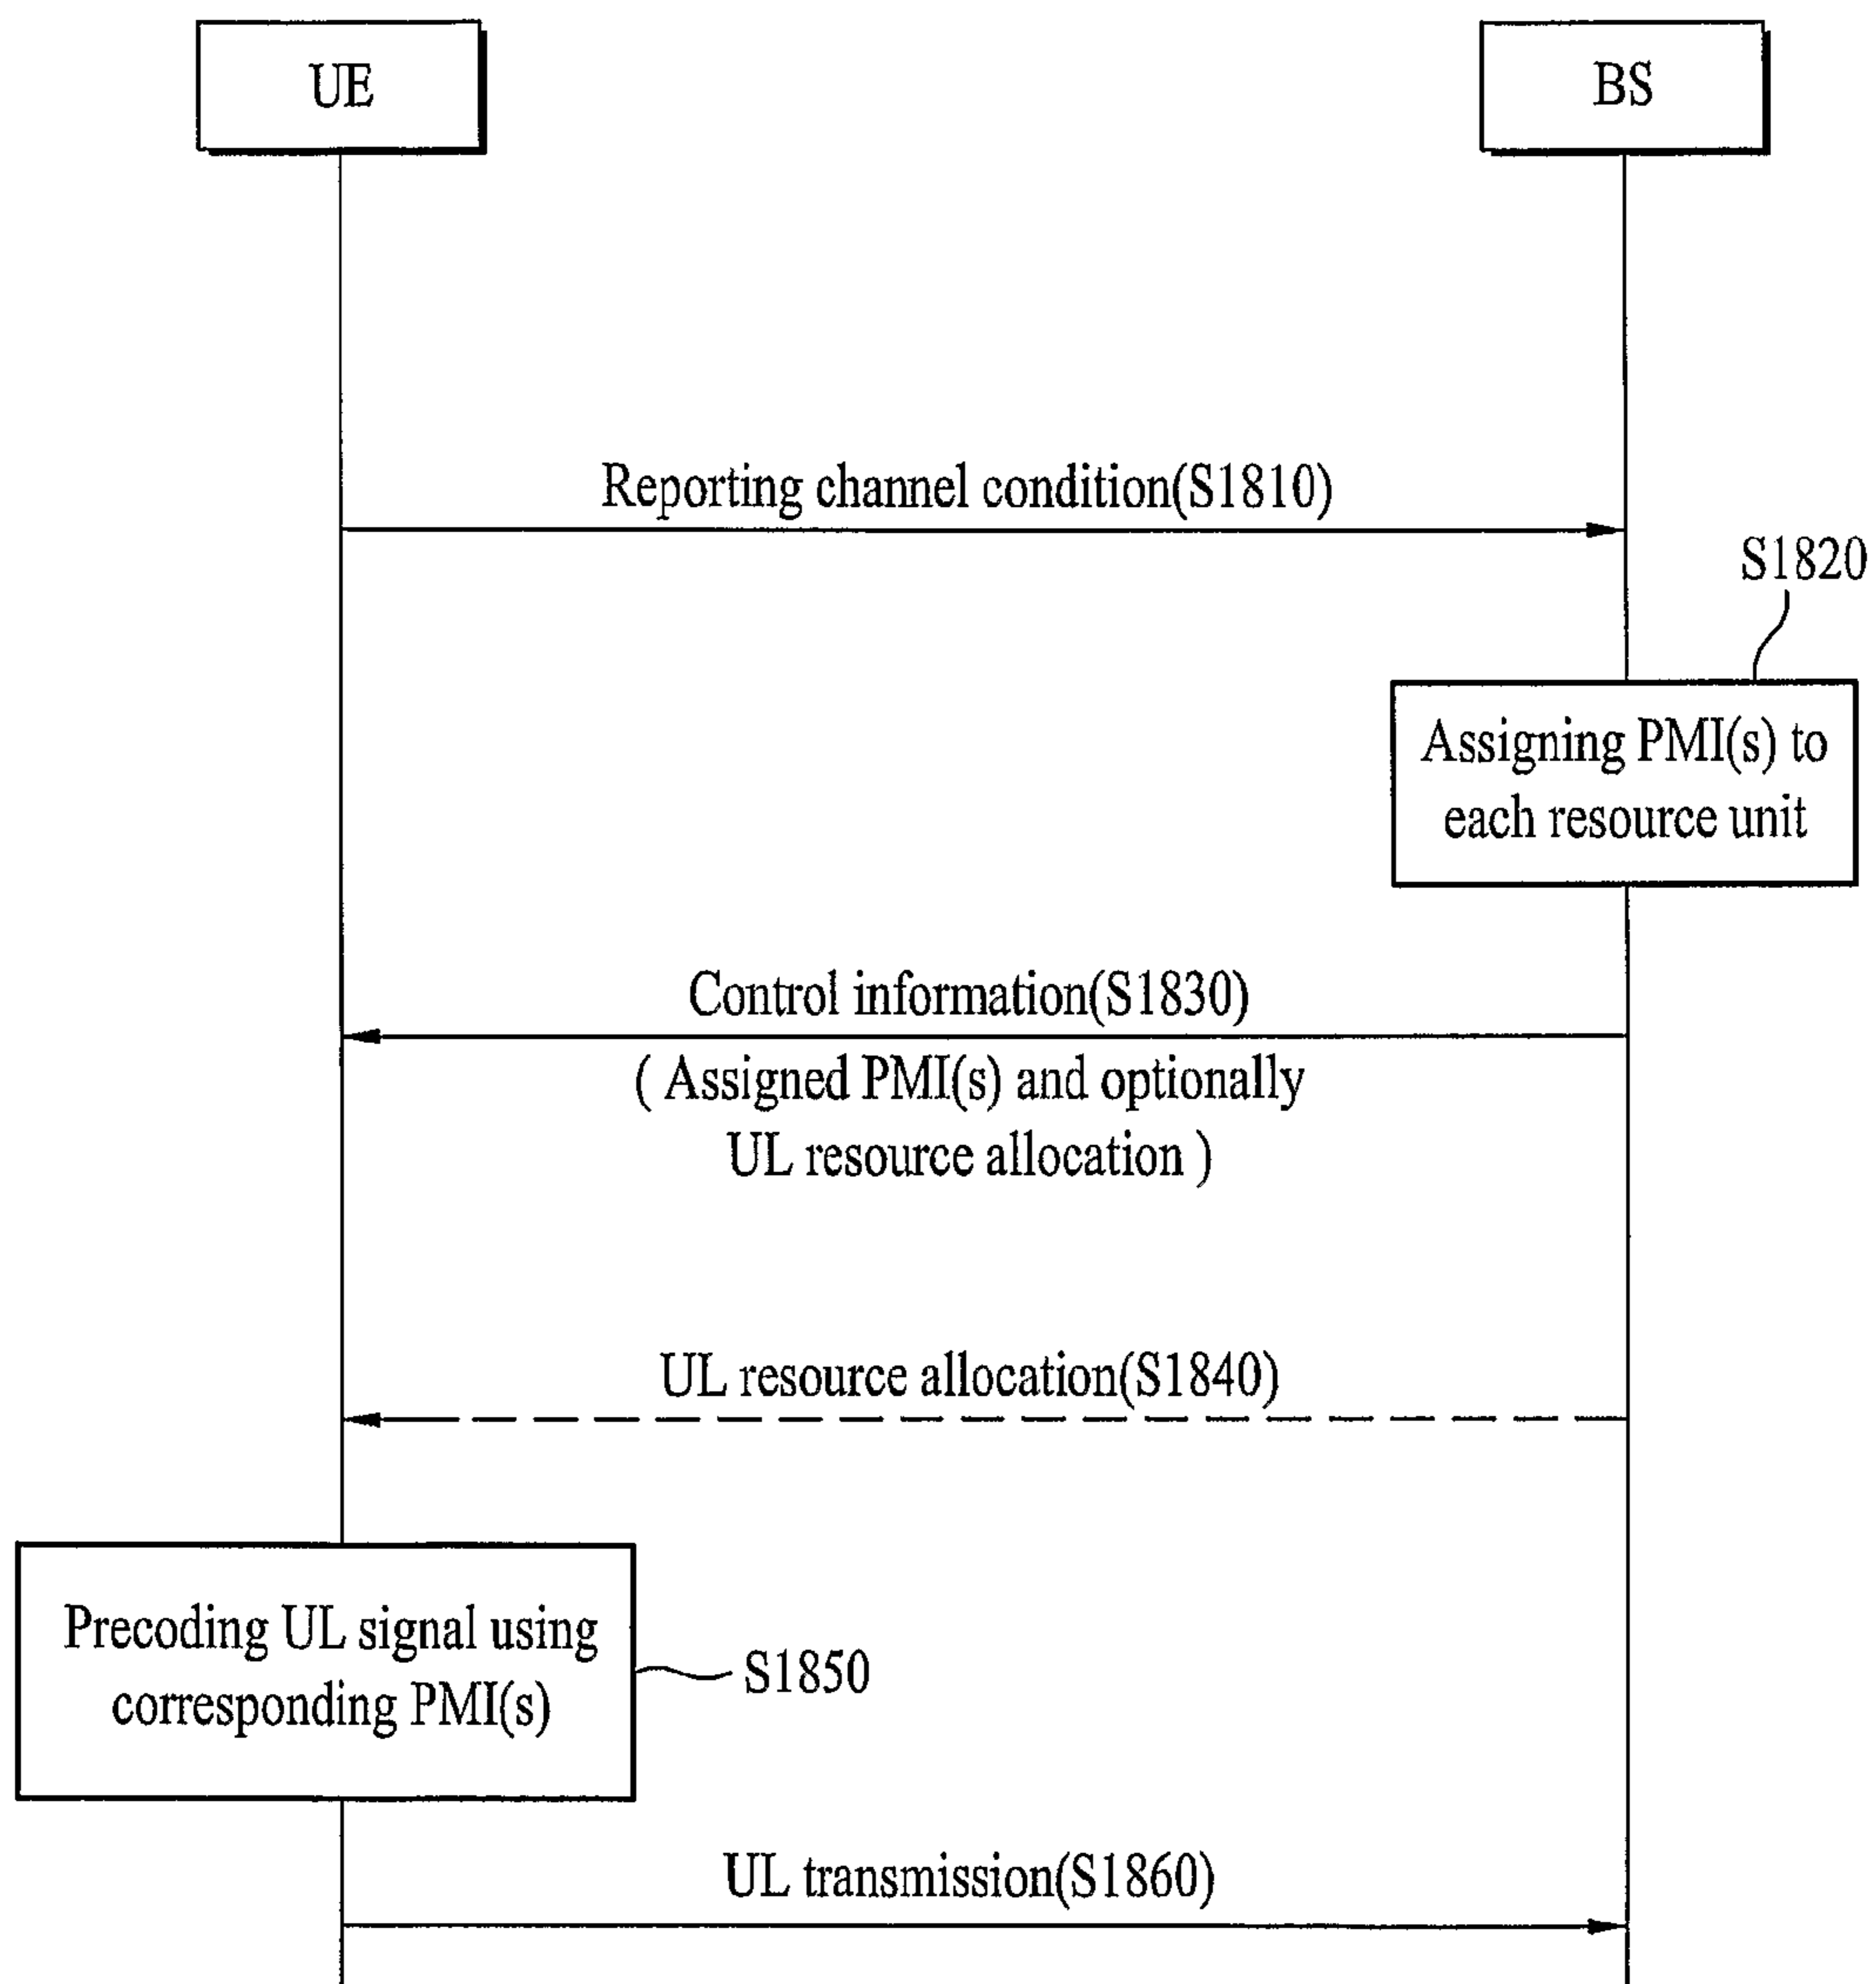 UE
BS
Reporting channel condition(S1810)
S1820
Assigning PMI(s) to
each resource unit
Control information(S1830)
( Assigned PMI(s) and optionally
UL resource allocation )
UL resource allocation(S1840)
Precoding UL signal using
corresponding PMI(s)
S1850
UL transmission(S1860)